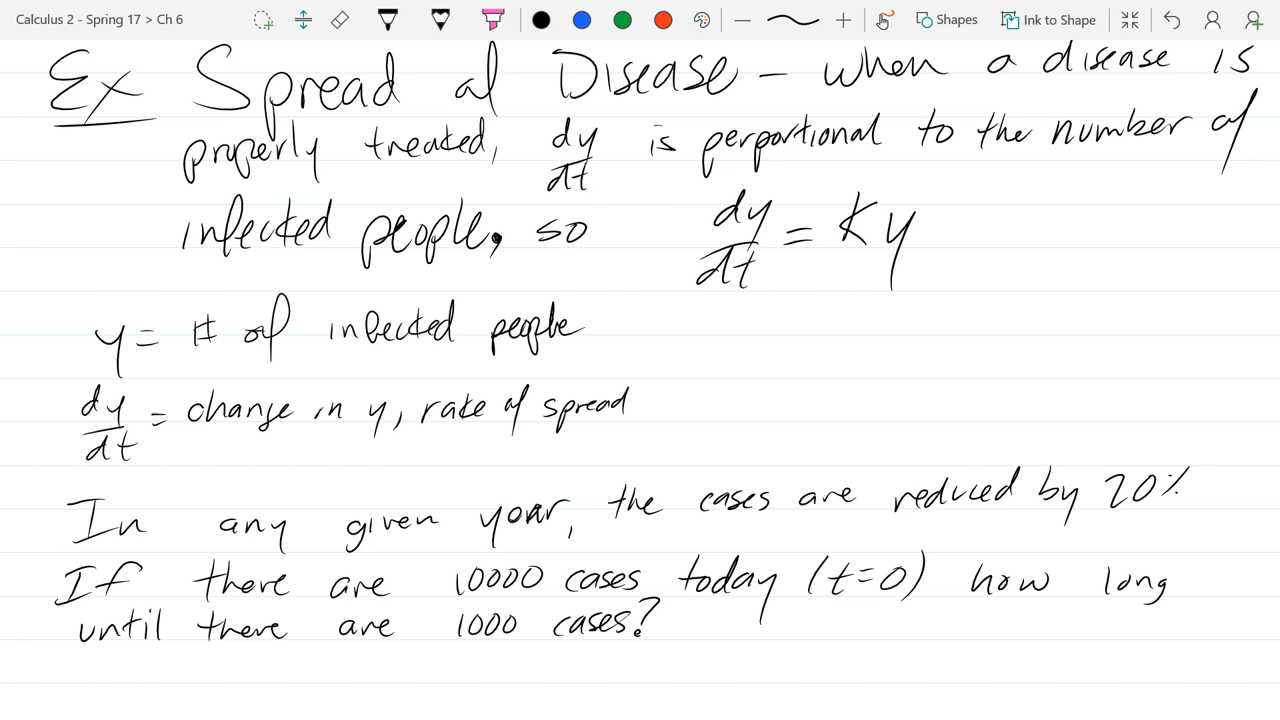 Calculus 2 - Spring 17 > Ch 6
Shapes
Ink to Shape
Ex Spread of Disease - when a disease is
properly treated, dy/dt is perportional to the number of
infected people, so dy/dt = Ky
y = # of infected people
dy/dt = change in y, rate of spread
In any given year, the cases are reduced by 20%
If there are 10000 cases today (t=0) how long
until there are 1000 cases?